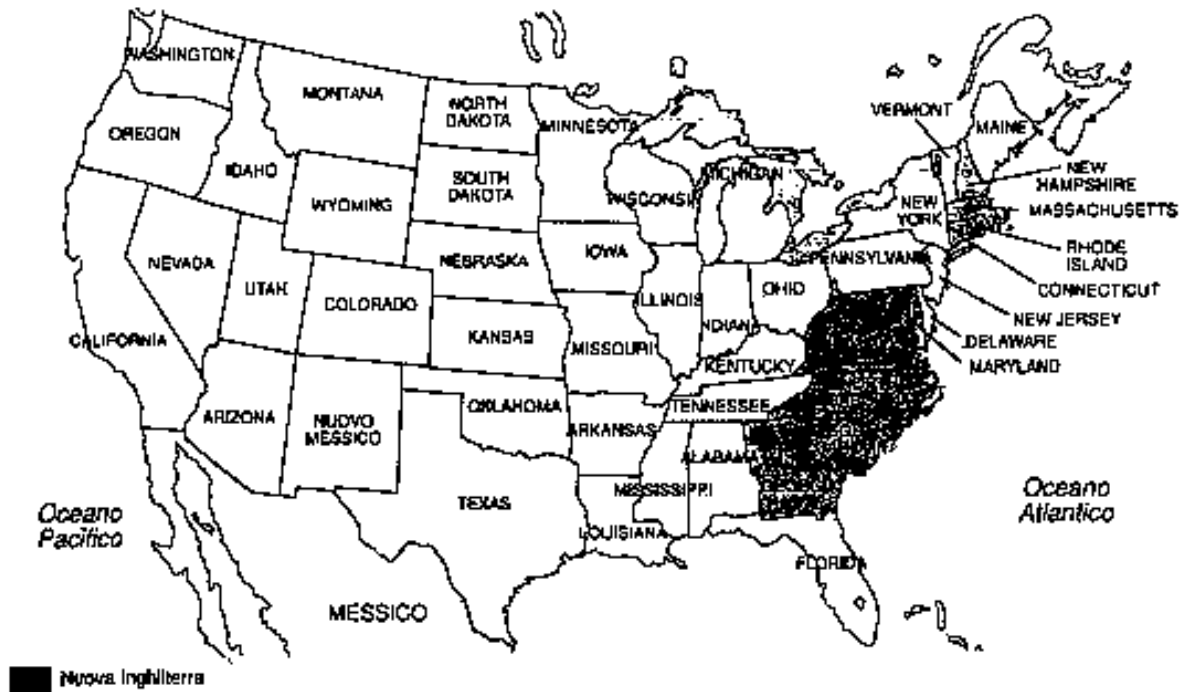 WASHINGTON
MONTANA
NORTH
DAKOTA
MINNESOTA
VERMONT
MAINE
OREGON
IDAHO
SOUTH
DAKOTA
WYOMING
WISCONSIN
MICHIGAN
NEW
YORK
NEW
HAMPSHIRE
MASSACHUSETTS
RHODE
ISLAND
CONNECTICUT
NEW JERSEY
DELAWARE
MARYLAND
NEVADA
UTAH
COLORADO
NEBRASKA
IOWA
PENNSYLVANIA
ILLINOIS
INDIANA
OHIO
CALIFORNIA
KANSAS
MISSOURI
KENTUCKY
ARIZONA
NUOVO
MESSICO
OKLAHOMA
ARKANSAS
TENNESSEE
ALABAMA
MISSISSIPPI
TEXAS
LOUISIANA
FLORIDA
Oceano
Pacifico
Oceano
Atlantico
MESSICO
Nuova Inghilterra